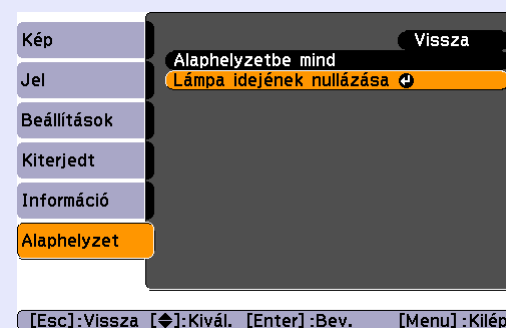 Kép
Jel
Beállítások
Kiterjedt
Információ
Alaphelyzet
Vissza
Alaphelyzetbe mind
Lámpa idejének nullázása
[Esc]:Vissza [◆]:Kivál. [Enter]:Bev. [Menu]:Kilép